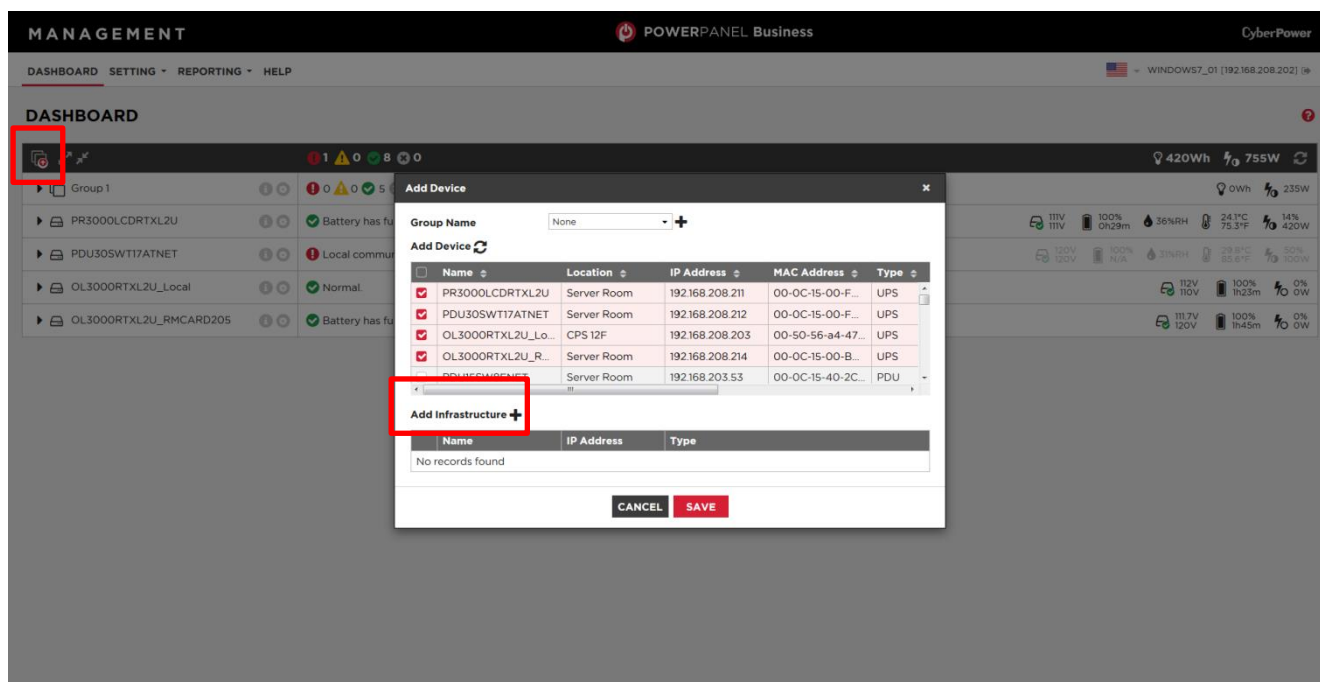 MANAGEMENT POWERPANEL Business CyberPower
DASHBOARD SETTING REPORTING HELP WINDOWS7_01 [192.168.208.202]
DASHBOARD
1 0 8 0 420Wh 755W
Group 1 0 0 5 0Wh 235W
PR3000LCDRTXL2U Battery has fu 111V 111V 100% 0h29m 36%RH 24.1°C 75.3°F 14% 420W
PDU30SWT17ATNET Local commun 120V 120V 100% N/A 31%RH 29.8°C 85.6°F 50% 100W
OL3000RTXL2U_Local Normal. 112V 110V 100% 1h23m 0% 0W
OL3000RTXL2U_RMCARD205 Battery has fu 111.7V 120V 100% 1h45m 0% 0W
Add Device
Group Name None
Add Device
Name Location IP Address MAC Address Type
PR3000LCDRTXL2U Server Room 192.168.208.211 00-0C-15-00-F... UPS
PDU30SWT17ATNET Server Room 192.168.208.212 00-0C-15-00-F... UPS
OL3000RTXL2U_Lo... CPS 12F 192.168.208.203 00-50-56-a4-47... UPS
OL3000RTXL2U_R... Server Room 192.168.208.214 00-0C-15-00-B... UPS
Server Room 192.168.203.53 00-0C-15-40-2C... PDU
Add Infrastructure
Name IP Address Type
No records found
CANCEL SAVE